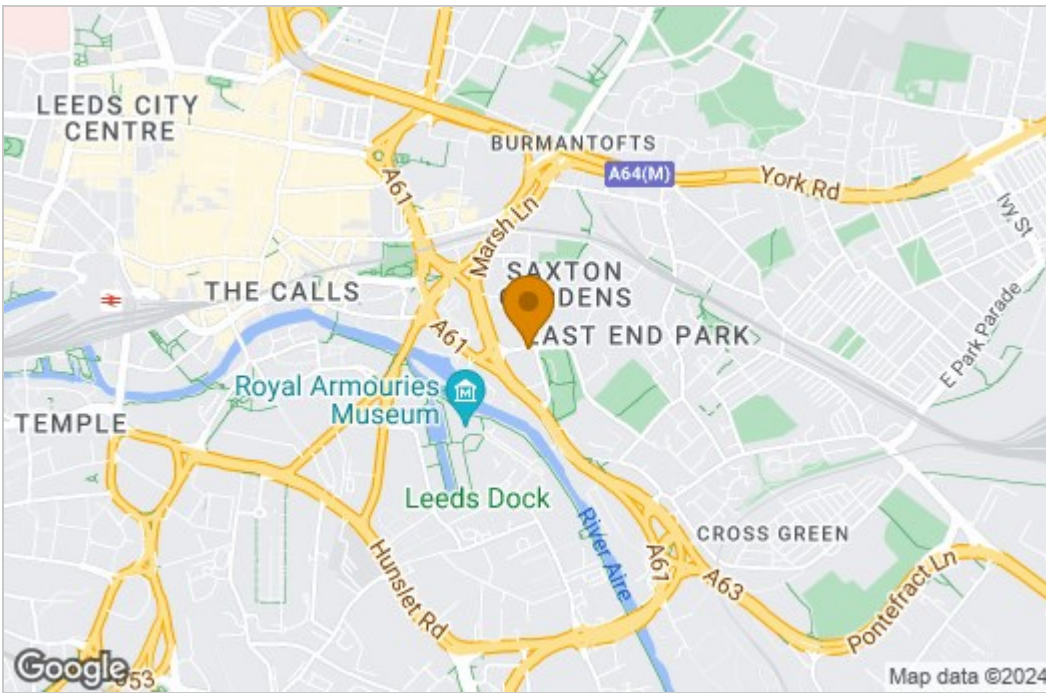 LEEDS CITY
CENTRE
BURMANTOFTS
A64(M)
York Rd
Ivy St
A61
Marsh Ln
SAXTON
DENS
THE CALLS
EAST END PARK
A61
E Park Parade
Royal Armouries
Museum
M
TEMPLE
Leeds Dock
River Aire
CROSS GREEN
Hunslet Rd
A61
A63
Pontefract Ln
Google
Map data ©2024